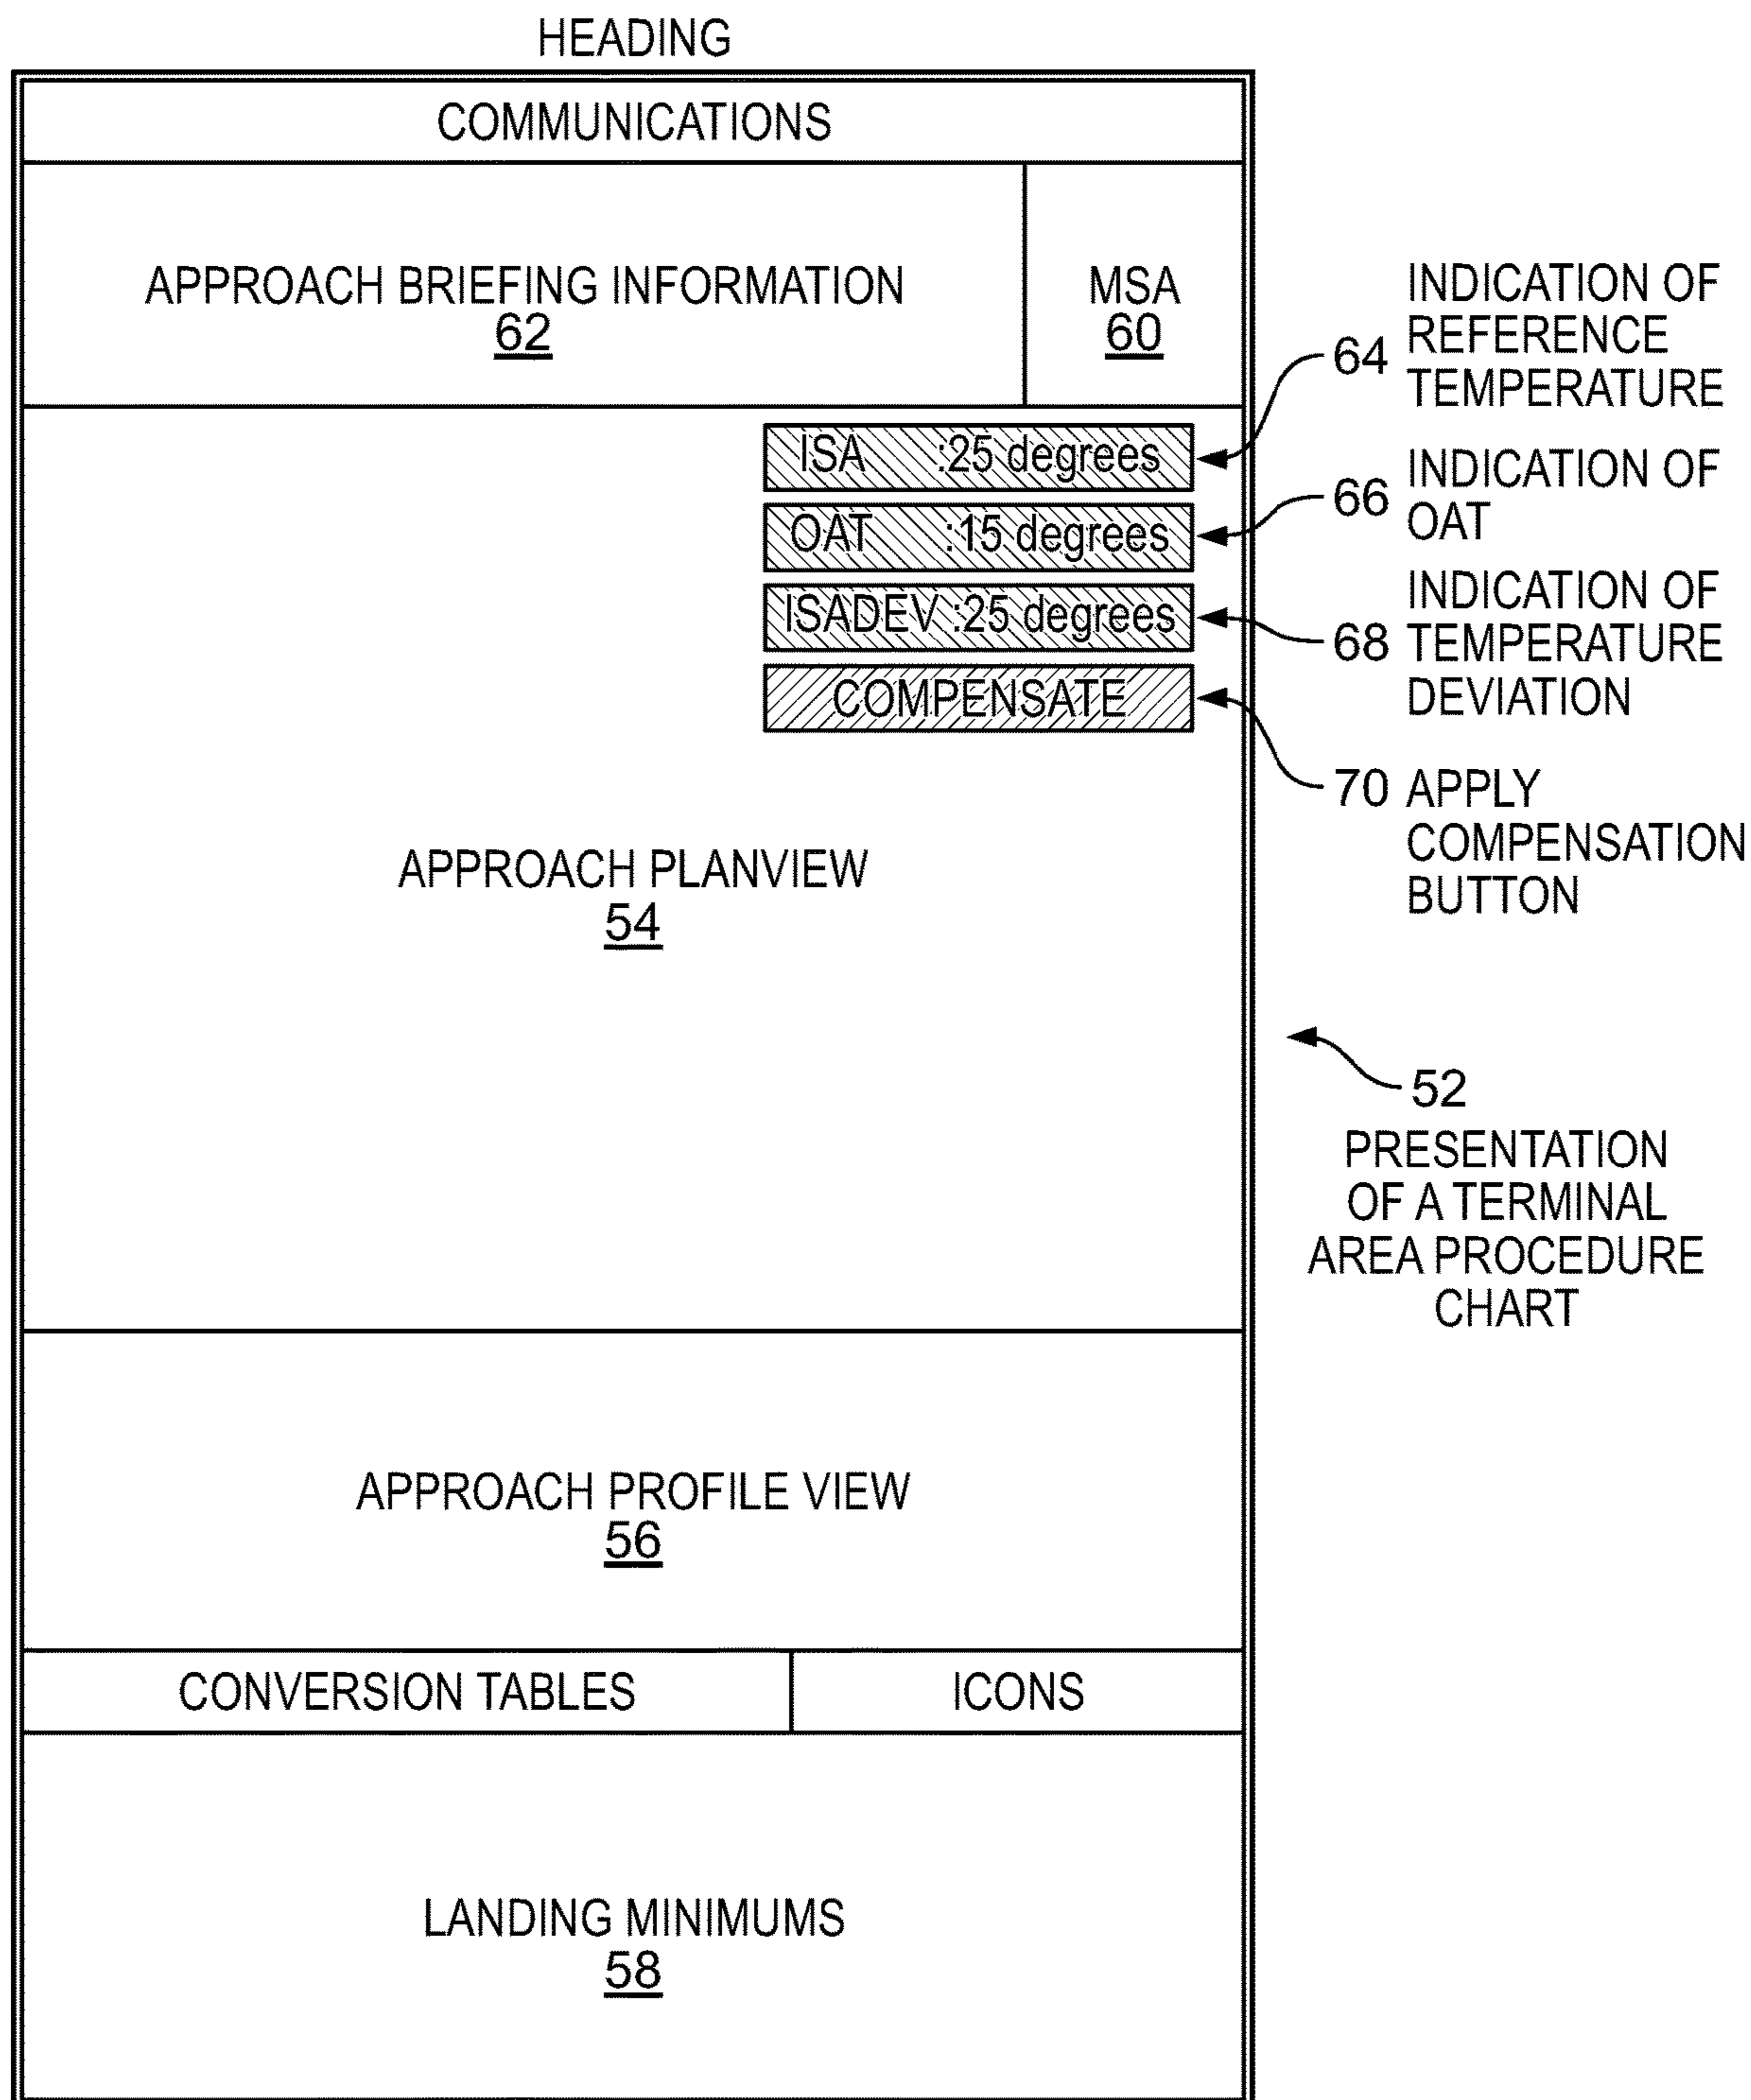 HEADING
COMMUNICATIONS
APPROACH BRIEFING INFORMATION
62
MSA
60
64 INDICATION OF
REFERENCE
TEMPERATURE
ISA :25 degrees
66 INDICATION OF
OAT
OAT :15 degrees
68 INDICATION OF
TEMPERATURE
DEVIATION
ISADEV :25 degrees
COMPENSATE
70 APPLY
COMPENSATION
BUTTON
APPROACH PLANVIEW
54
52
PRESENTATION
OF A TERMINAL
AREA PROCEDURE
CHART
APPROACH PROFILE VIEW
56
CONVERSION TABLES
ICONS
LANDING MINIMUMS
58